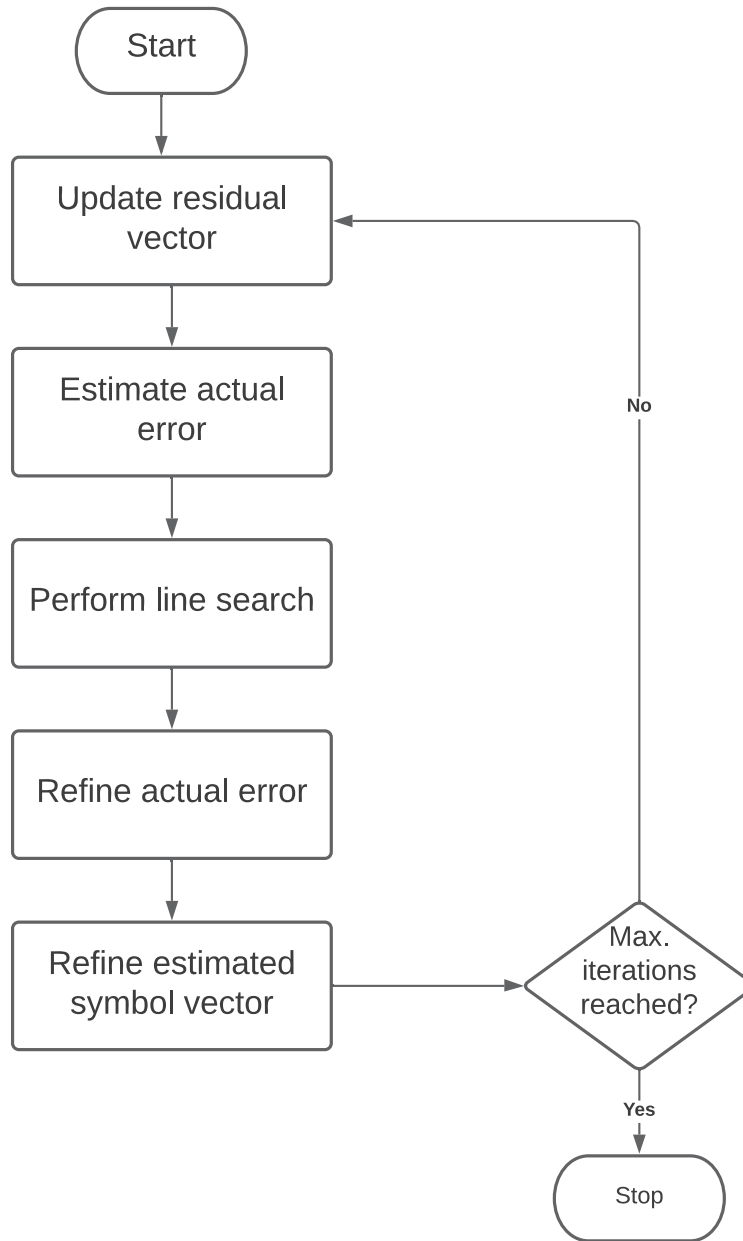 Start
Update residual
vector
Estimate actual
error
Perform line search
Refine actual error
Refine estimated
symbol vector
No
Max.
iterations
reached?
Yes
Stop